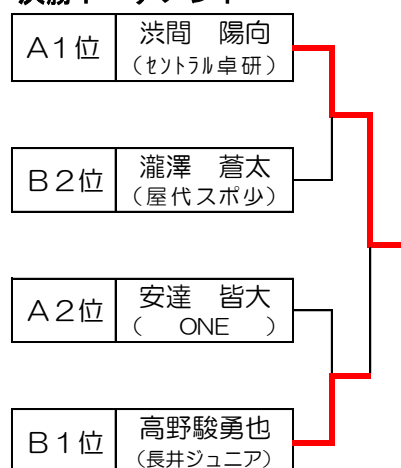 決勝トーナメント
A1位
渋間 陽向
(セントラル卓研)
B2位
瀧澤 蒼太
(屋代スポ少)
A2位
安達 皆大
( ONE )
B1位
高野駿勇也
(長井ジュニア)